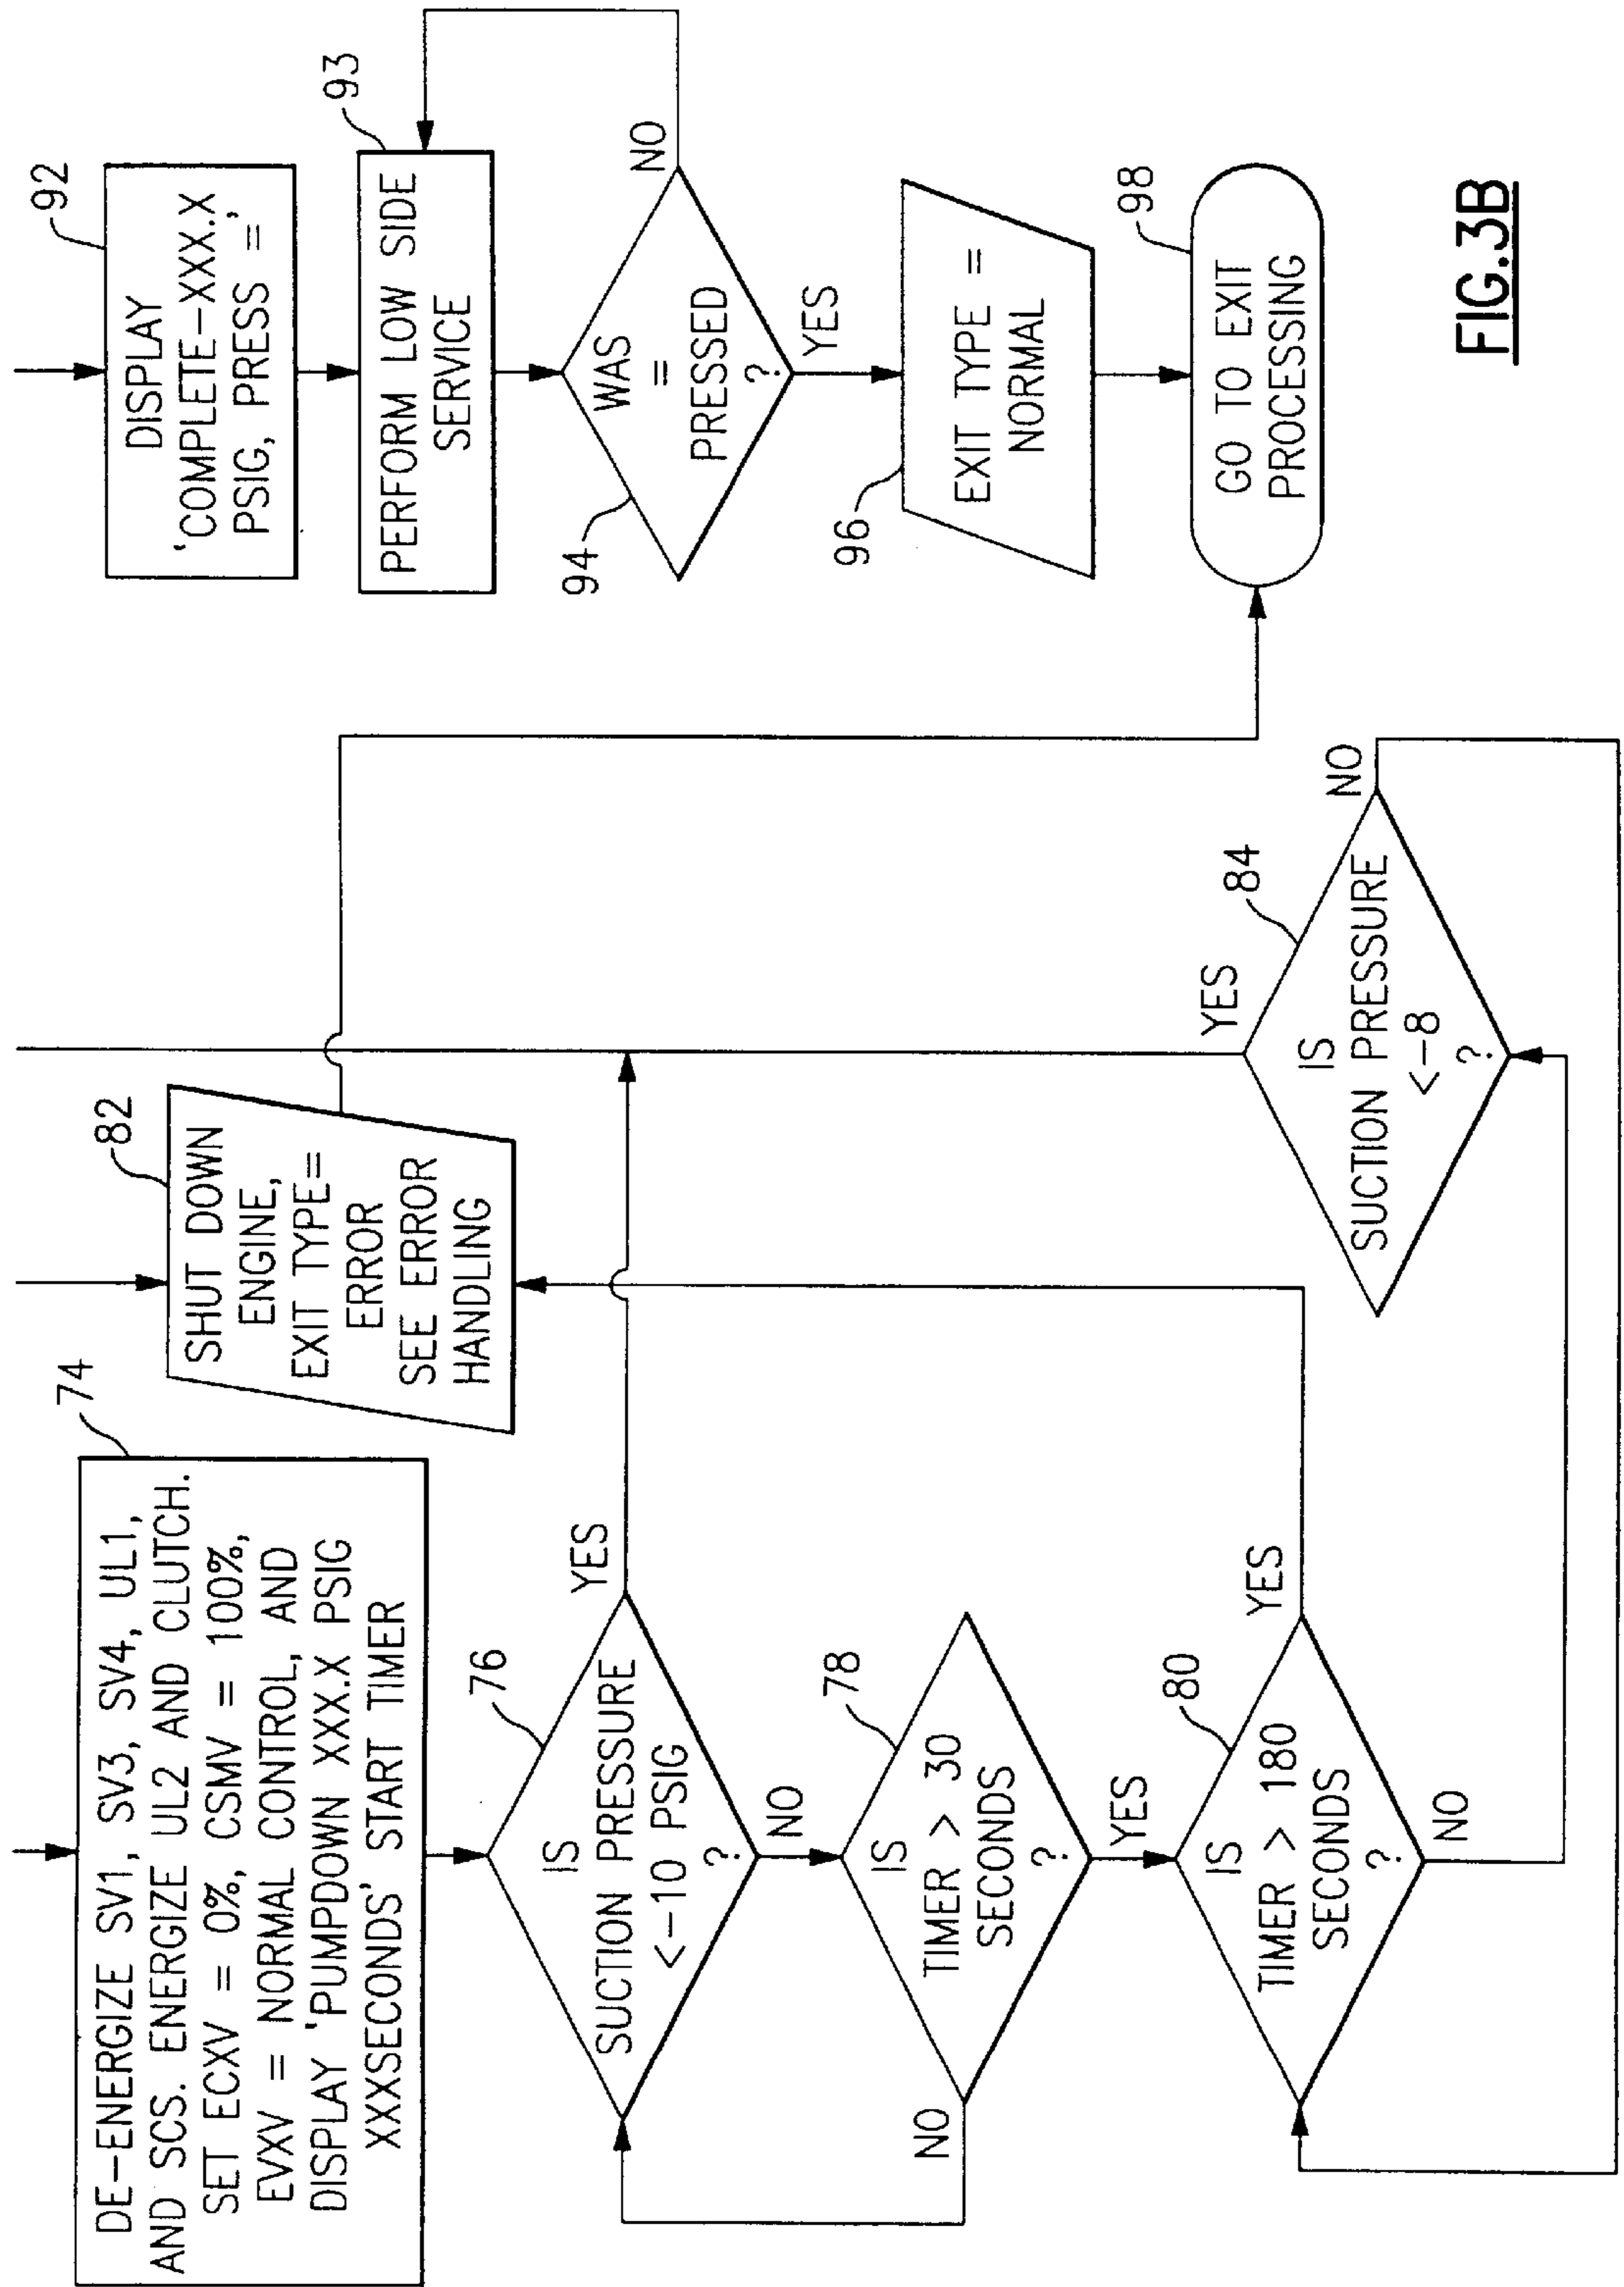 74
DE-ENERGIZE SV1, SV3, SV4, UL1,
AND SCS. ENERGIZE UL2 AND CLUTCH.
SET ECXV = 0%, CSMV = 100%,
EVXV = NORMAL CONTROL, AND
DISPLAY 'PUMPDOWN XXX.X PSIG
XXXSECONDS' START TIMER
76
IS
SUCTION PRESSURE
<-10 PSIG
?
YES
NO
78
IS
TIMER > 30
SECONDS
?
NO
YES
80
IS
TIMER > 180
SECONDS
?
YES
NO
82
SHUT DOWN
ENGINE,
EXIT TYPE=
ERROR
SEE ERROR
HANDLING
84
YES
IS
SUCTION PRESSURE
<-8
?
NO
92
DISPLAY
'COMPLETE-XXX.X
PSIG, PRESS ='
93
PERFORM LOW SIDE
SERVICE
94
WAS
=
PRESSED
?
NO
YES
96
EXIT TYPE =
NORMAL
98
GO TO EXIT
PROCESSING
FIG.3B